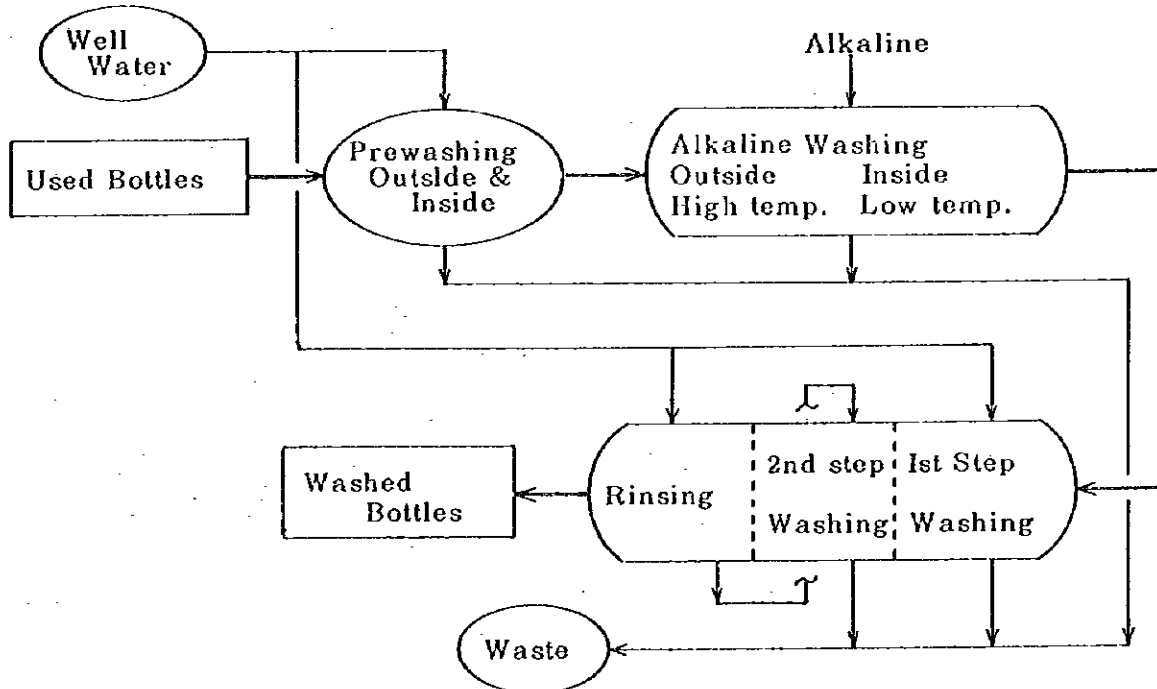 Well
Water
Alkaline
Used Bottles
Prewashing
Outside &
Inside
Alkaline Washing
Outside Inside
High temp. Low temp.
Washed
Bottles
Rinsing
2nd step
Washing
Ist Step
Washing
Waste